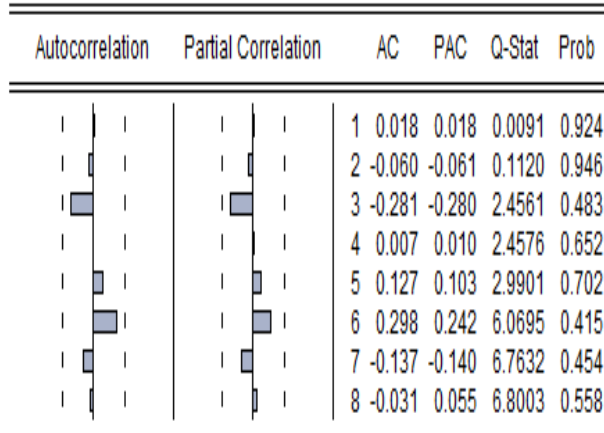 Autocorrelation Partial Correlation AC PAC Q-Stat Prob
1 0.018 0.018 0.0091 0.924
2 -0.060 -0.061 0.1120 0.946
3 -0.281 -0.280 2.4561 0.483
4 0.007 0.010 2.4576 0.652
5 0.127 0.103 2.9901 0.702
6 0.298 0.242 6.0695 0.415
7 -0.137 -0.140 6.7632 0.454
8 -0.031 0.055 6.8003 0.558